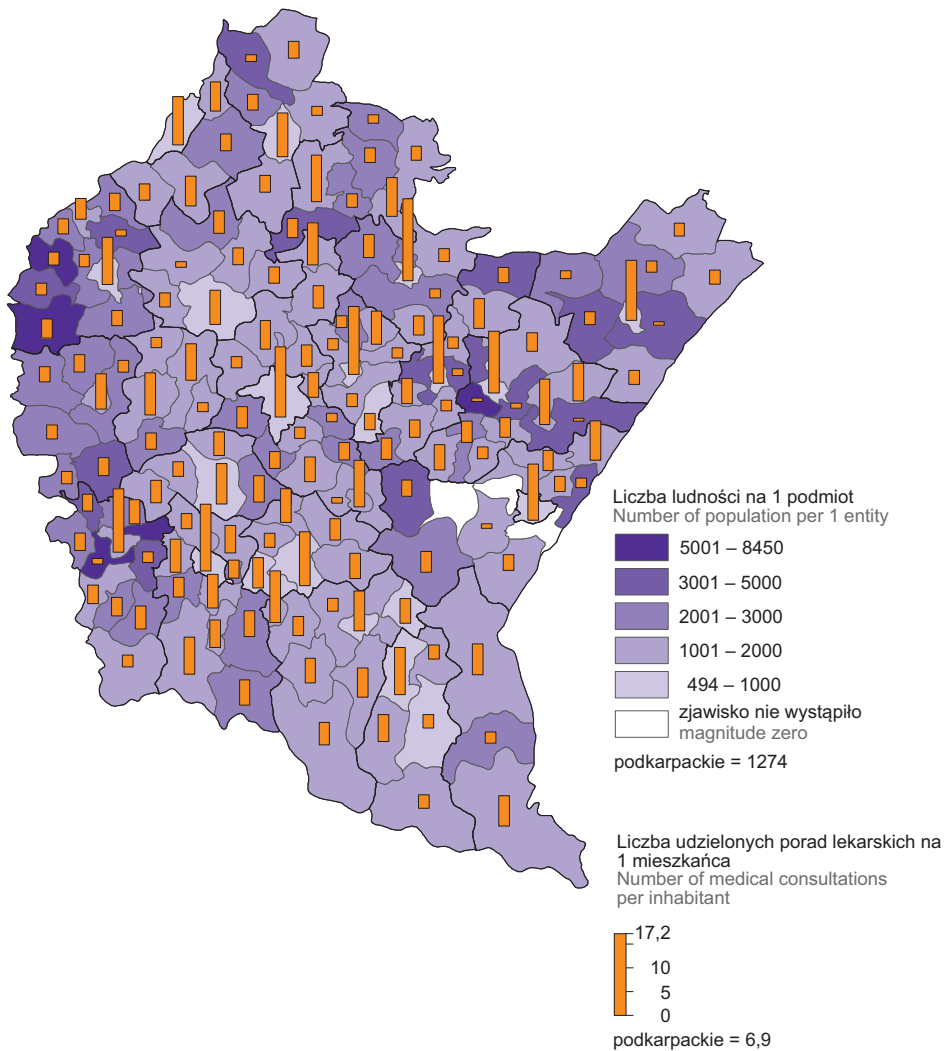 Liczba ludności na 1 podmiot
Number of population per 1 entity
5001 – 8450
3001 – 5000
2001 – 3000
1001 – 2000
494 – 1000
zjawisko nie wystąpiło
magnitude zero
podkarpackie = 1274
Liczba udzielonych porad lekarskich na
1 mieszkańca
Number of medical consultations
per inhabitant
17,2
10
5
0
podkarpackie = 6,9